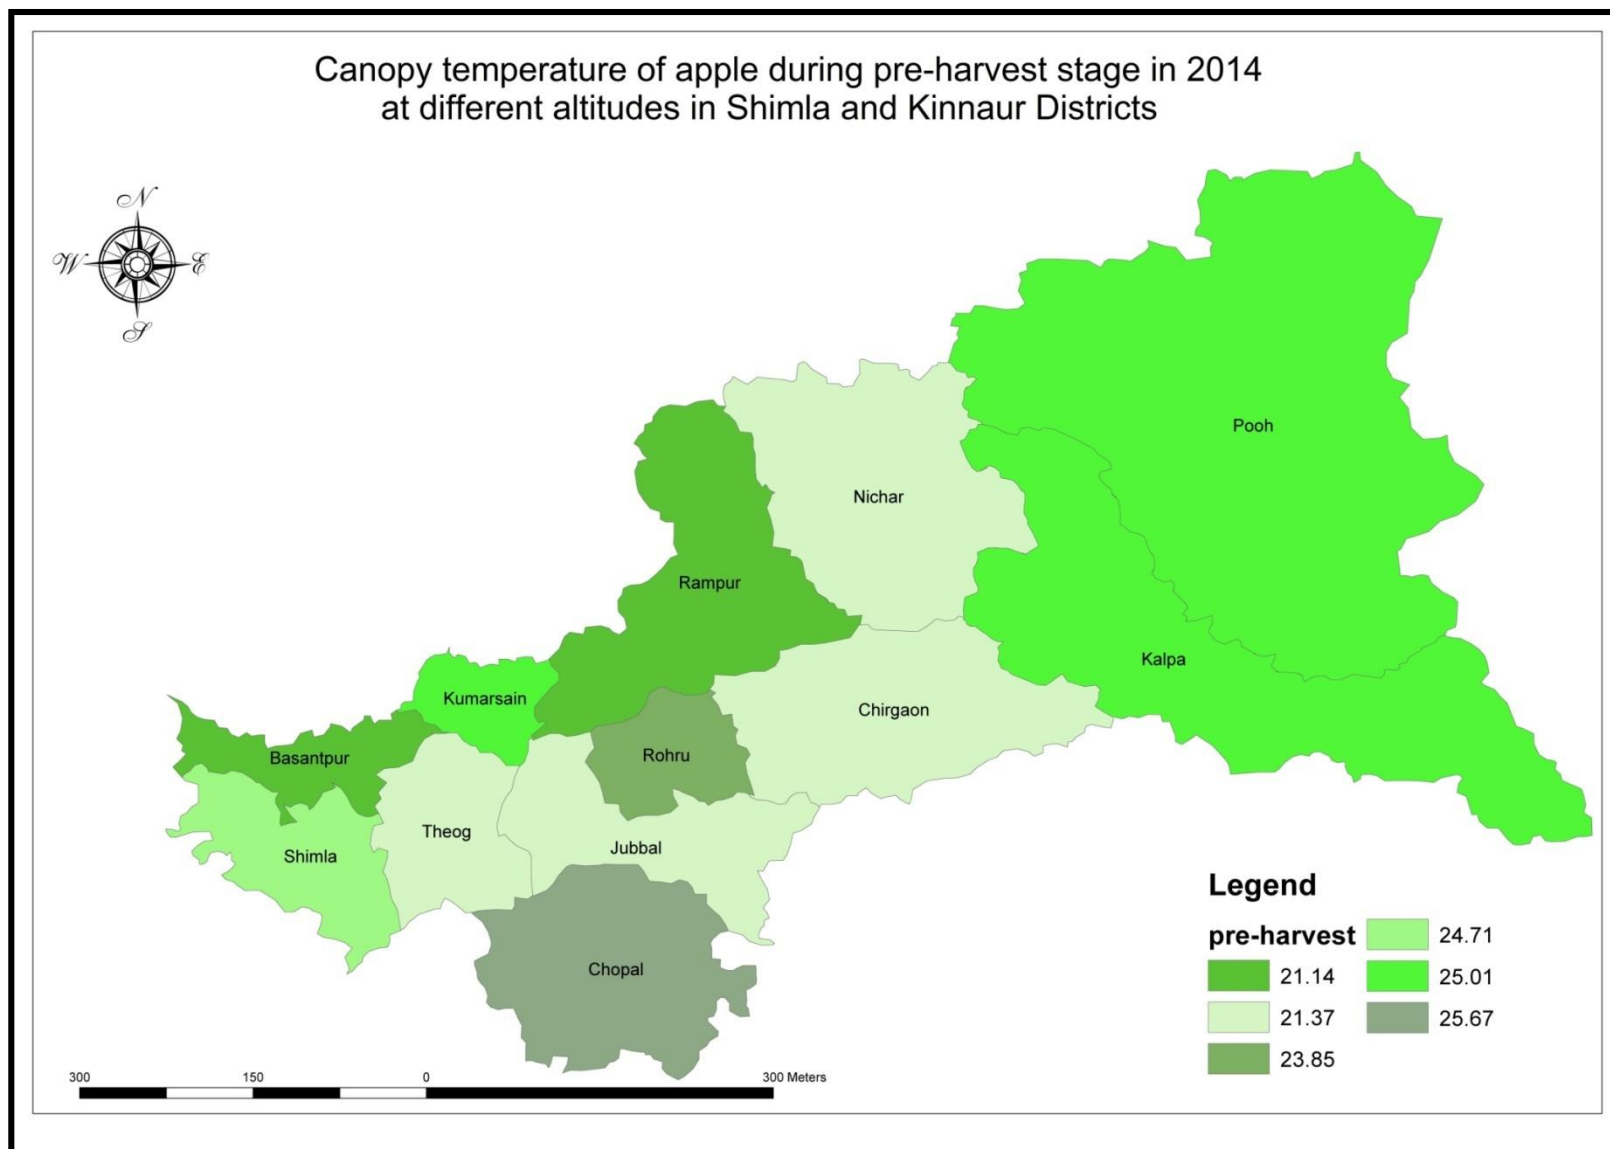 Canopy temperature of apple during pre-harvest stage in 2014
at different altitudes in Shimla and Kinnaur Districts
N
W
E
S
Pooh
Nichar
Rampur
Kalpa
Kumarsain
Chirgaon
Basantpur
Rohru
Theog
Jubbal
Shimla
Chopal
Legend
pre-harvest
21.14
21.37
23.85
24.71
25.01
25.67
300 150 0 300 Meters